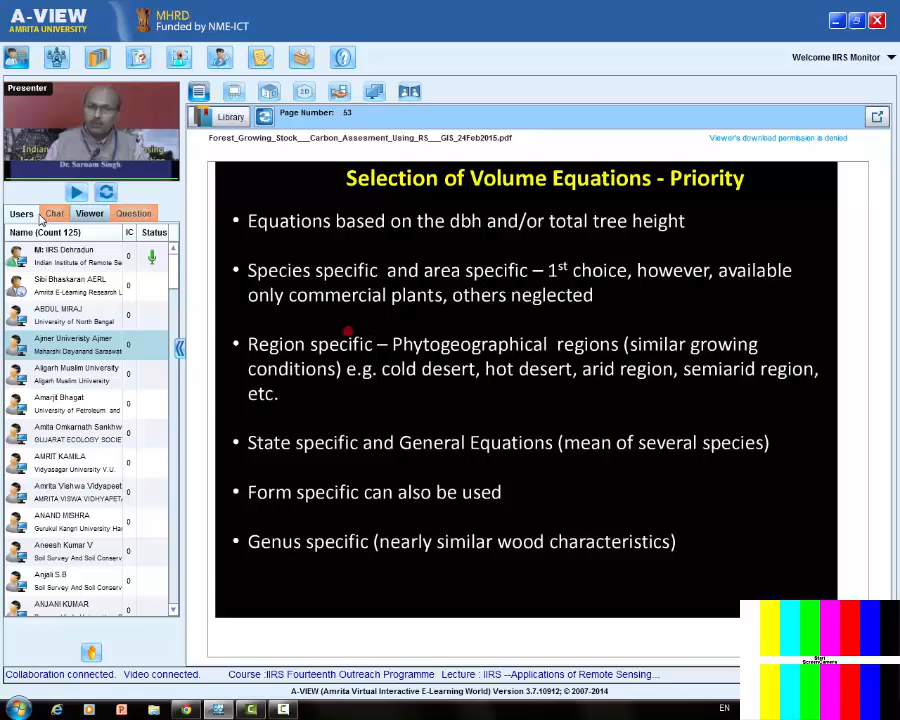 A-VIEW
AMRITA UNIVERSITY
MHRD
Funded by NME-ICT
Welcome IIRS Monitor
Presenter
Dr. Sarnam Singh
Library
Page Number: 53
Forest_Growing_Stock___Carbon_Assesment_Using_RS___GIS_24Feb2015.pdf
Viewer's download permission is denied
Users
Chat
Viewer
Question
Name (Count 125)
IC
Status
M: IIRS Dehradun
Indian Institute of Remote Se
0
Sibi Bhaskaran AERL
Amrita E-Learning Research L
0
ABDUL MIRAJ
University of North Bengal
0
Ajmer Univeristy Ajmer
Maharshi Dayanand Saraswat
0
Aligarh Muslim University
Aligarh Muslim University
0
Amarjit Bhagat
University of Petroleum and
0
Amita Omkarnath Sankhw
GUJARAT ECOLOGY SOCIE
0
AMRIT KAMILA
Vidyasagar University V.U.
0
Amrita Vishwa Vidyapeet
AMRITA VISWA VIDHYAPET
0
ANAND MISHRA
Gurukul Kangri University Har
0
Aneesh Kumar V
Soil Survey And Soil Conserv
0
Anjali S.B
Soil Survey And Soil Conserv
0
ANJANI KUMAR
0
Selection of Volume Equations - Priority
• Equations based on the dbh and/or total tree height
• Species specific and area specific – 1st choice, however, available
only commercial plants, others neglected
• Region specific – Phytogeographical regions (similar growing
conditions) e.g. cold desert, hot desert, arid region, semiarid region,
etc.
• State specific and General Equations (mean of several species)
• Form specific can also be used
• Genus specific (nearly similar wood characteristics)
Start
ScreenCamera
Collaboration connected. Video connected.
Course :IIRS Fourteenth Outreach Programme Lecture : IIRS --Applications of Remote Sensing...
A-VIEW (Amrita Virtual Interactive E-Learning World) Version 3.7.10912; © 2007-2014
EN